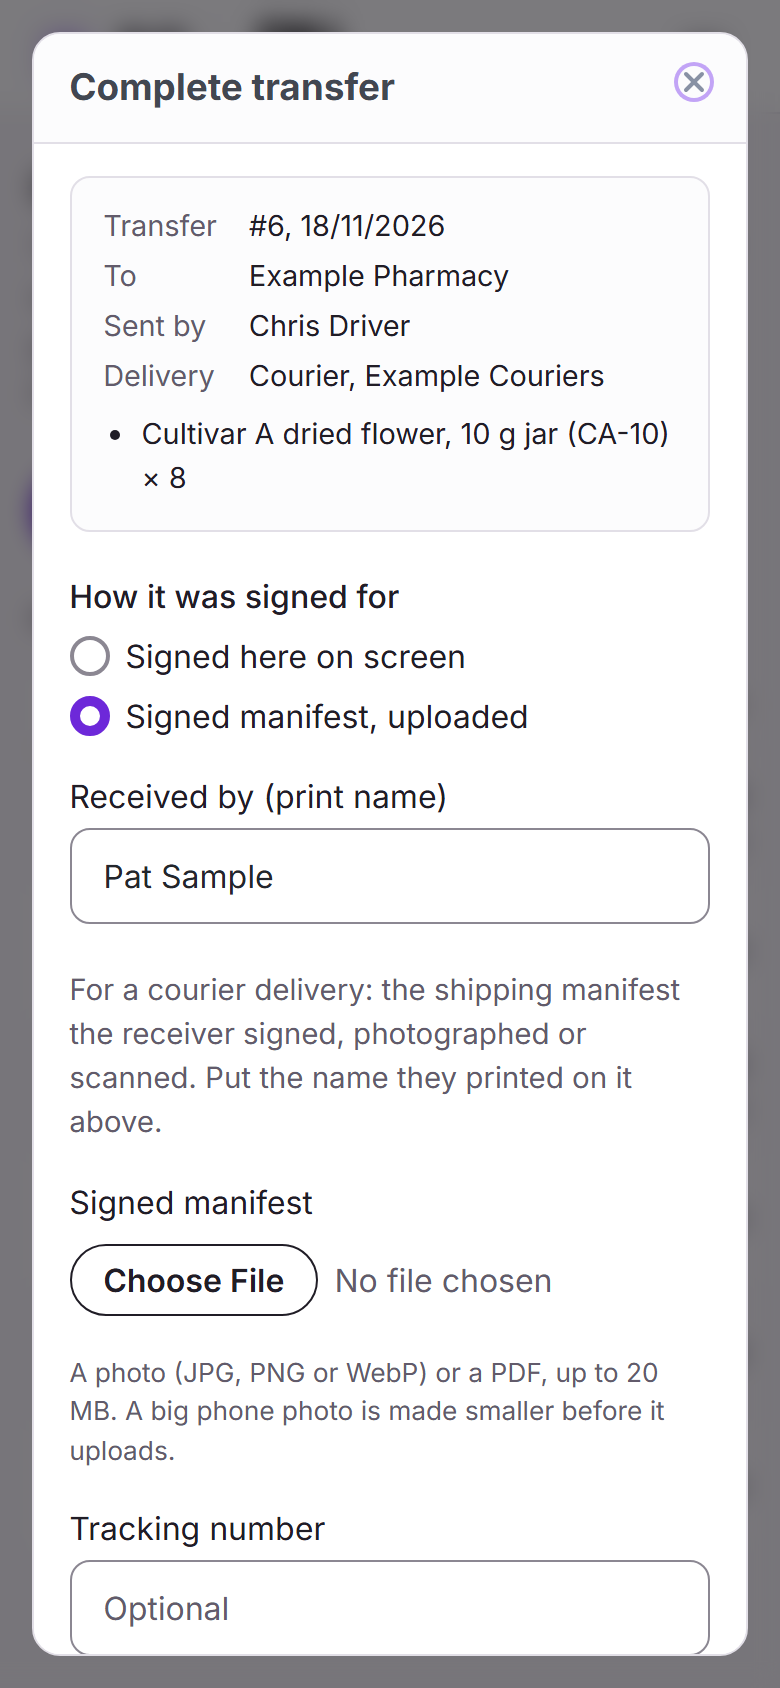 Complete transfer
Transfer #6, 18/11/2026
To Example Pharmacy
Sent by Chris Driver
Delivery Courier, Example Couriers
• Cultivar A dried flower, 10 g jar (CA-10)
× 8
How it was signed for
Signed here on screen
Signed manifest, uploaded
Received by (print name)
Pat Sample
For a courier delivery: the shipping manifest
the receiver signed, photographed or
scanned. Put the name they printed on it
above.
Signed manifest
Choose File No file chosen
A photo (JPG, PNG or WebP) or a PDF, up to 20
MB. A big phone photo is made smaller before it
uploads.
Tracking number
Optional